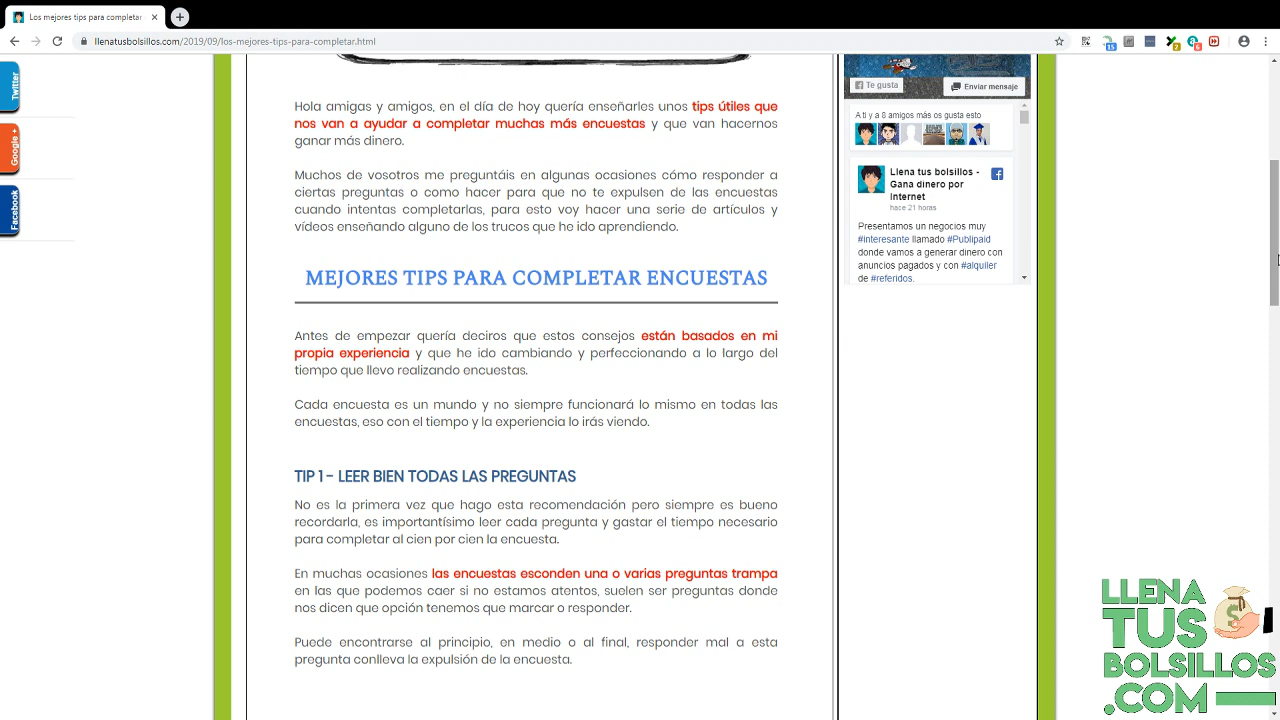 Los mejores tips para completar
llenatusbolsillos.com/2019/09/los-mejores-tips-para-completar.html
Twitter
Google +
Facebook
Hola amigas y amigos, en el día de hoy quería enseñarles unos tips útiles que
nos van a ayudar a completar muchas más encuestas y que van hacernos
ganar más dinero.
Muchos de vosotros me preguntáis en algunas ocasiones cómo responder a
ciertas preguntas o como hacer para que no te expulsen de las encuestas
cuando intentas completarlas, para esto voy hacer una serie de artículos y
vídeos enseñando alguno de los trucos que he ido aprendiendo.
MEJORES TIPS PARA COMPLETAR ENCUESTAS
Antes de empezar quería deciros que estos consejos están basados en mi
propia experiencia y que he ido cambiando y perfeccionando a lo largo del
tiempo que llevo realizando encuestas.
Cada encuesta es un mundo y no siempre funcionará lo mismo en todas las
encuestas, eso con el tiempo y la experiencia lo irás viendo.
TIP 1 - LEER BIEN TODAS LAS PREGUNTAS
No es la primera vez que hago esta recomendación pero siempre es bueno
recordarla, es importantísimo leer cada pregunta y gastar el tiempo necesario
para completar al cien por cien la encuesta.
En muchas ocasiones las encuestas esconden una o varias preguntas trampa
en las que podemos caer si no estamos atentos, suelen ser preguntas donde
nos dicen que opción tenemos que marcar o responder.
Puede encontrarse al principio, en medio o al final, responder mal a esta
pregunta conlleva la expulsión de la encuesta.
Te gusta
Enviar mensaje
A ti y a 8 amigos más os gusta esto
Llena tus bolsillos -
Gana dinero por
Internet
hace 21 horas
Presentamos un negocios muy
#interesante llamado #Publipaid
donde vamos a generar dinero con
anuncios pagados y con #alquiler
de #referidos.
LLENA
TUS
BOLSILLOS
.COM